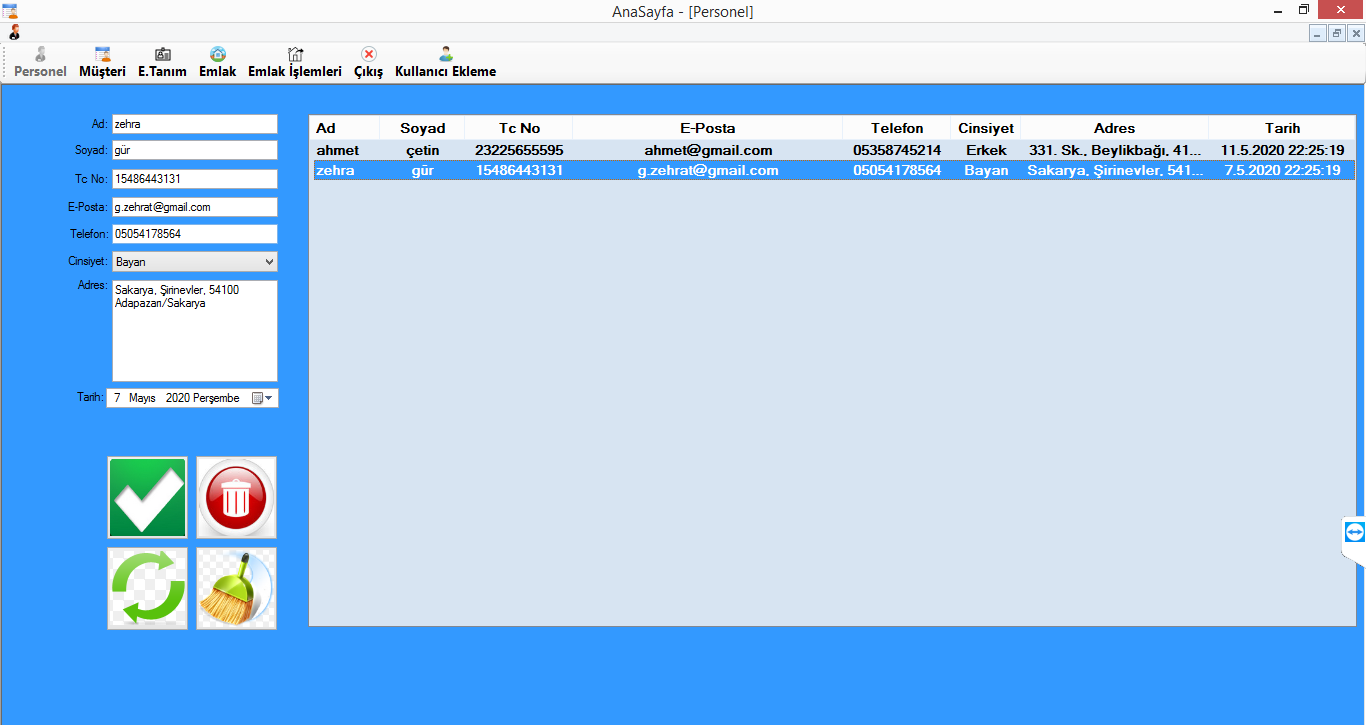 AnaSayfa - [Personel]
Personel Müşteri E.Tanım Emlak Emlak İşlemleri Çıkış Kullanıcı Ekleme
Ad: zehra
Soyad: gür
Tc No: 15486443131
E-Posta: g.zehrat@gmail.com
Telefon: 05054178564
Cinsiyet: Bayan
Adres: Sakarya, Şirinevler, 54100
Adapazarı/Sakarya
Tarih: 7 Mayıs 2020 Perşembe
Ad Soyad Tc No E-Posta Telefon Cinsiyet Adres Tarih
ahmet çetin 23225655595 ahmet@gmail.com 05358745214 Erkek 331. Sk., Beylikbağı, 41... 11.5.2020 22:25:19
zehra gür 15486443131 g.zehrat@gmail.com 05054178564 Bayan Sakarya, Şirinevler, 541... 7.5.2020 22:25:19